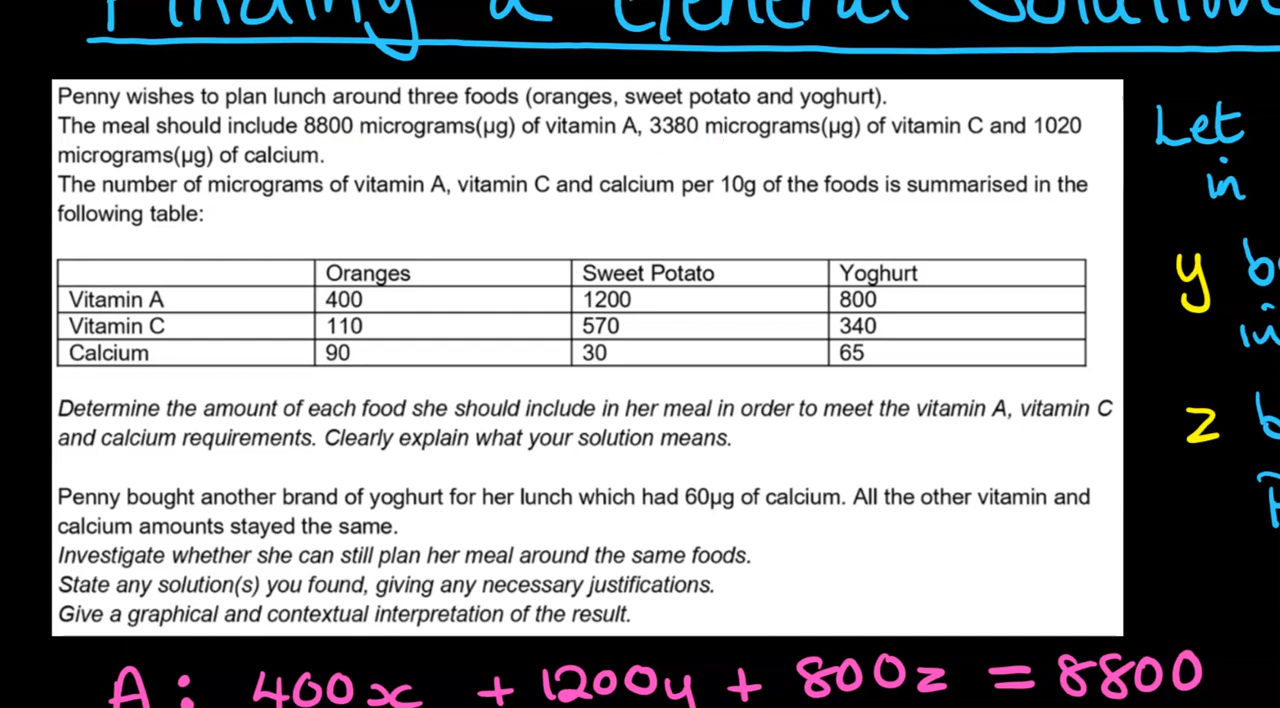 Finding a General Solution
Penny wishes to plan lunch around three foods (oranges, sweet potato and yoghurt).
The meal should include 8800 micrograms(µg) of vitamin A, 3380 micrograms(µg) of vitamin C and 1020
micrograms(µg) of calcium.
The number of micrograms of vitamin A, vitamin C and calcium per 10g of the foods is summarised in the
following table:
Oranges Sweet Potato Yoghurt
Vitamin A 400 1200 800
Vitamin C 110 570 340
Calcium 90 30 65
Determine the amount of each food she should include in her meal in order to meet the vitamin A, vitamin C
and calcium requirements. Clearly explain what your solution means.
Penny bought another brand of yoghurt for her lunch which had 60µg of calcium. All the other vitamin and
calcium amounts stayed the same.
Investigate whether she can still plan her meal around the same foods.
State any solution(s) you found, giving any necessary justifications.
Give a graphical and contextual interpretation of the result.
Let
in
y
z
A: 400x + 1200y + 800z = 8800